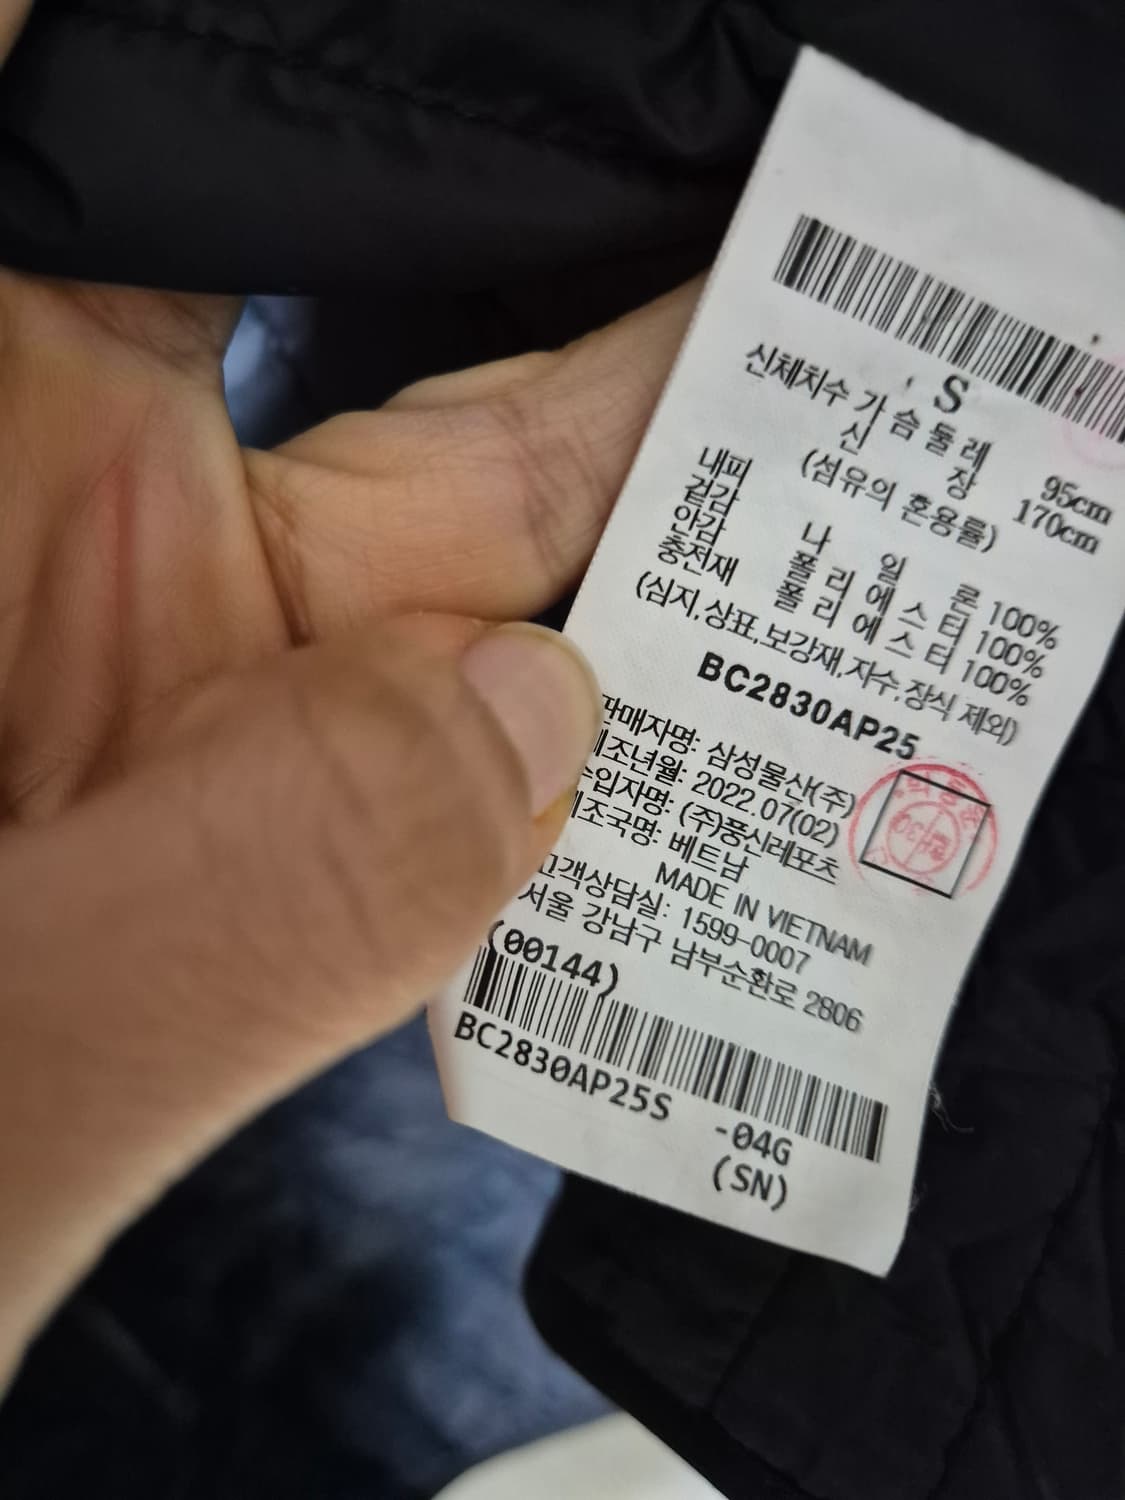 S
신체치수 가슴둘레 95cm
신 장 170cm
(섬유의 혼용률)
내피
겉감 나 일 론 100%
안감 폴 리 에 스 터 100%
충전재 폴 리 에 스 터 100%
(심지,상표,보강재,자수,장식 제외)
BC2830AP25
판매자명: 삼성물산(주)
제조년월: 2022.07(02)
수입자명: (주)풍신레포츠
제조국명: 베트남
MADE IN VIETNAM
고객상담실: 1599-0007
서울 강남구 남부순환로 2806
(00144)
BC2830AP25S -04G
(SN)